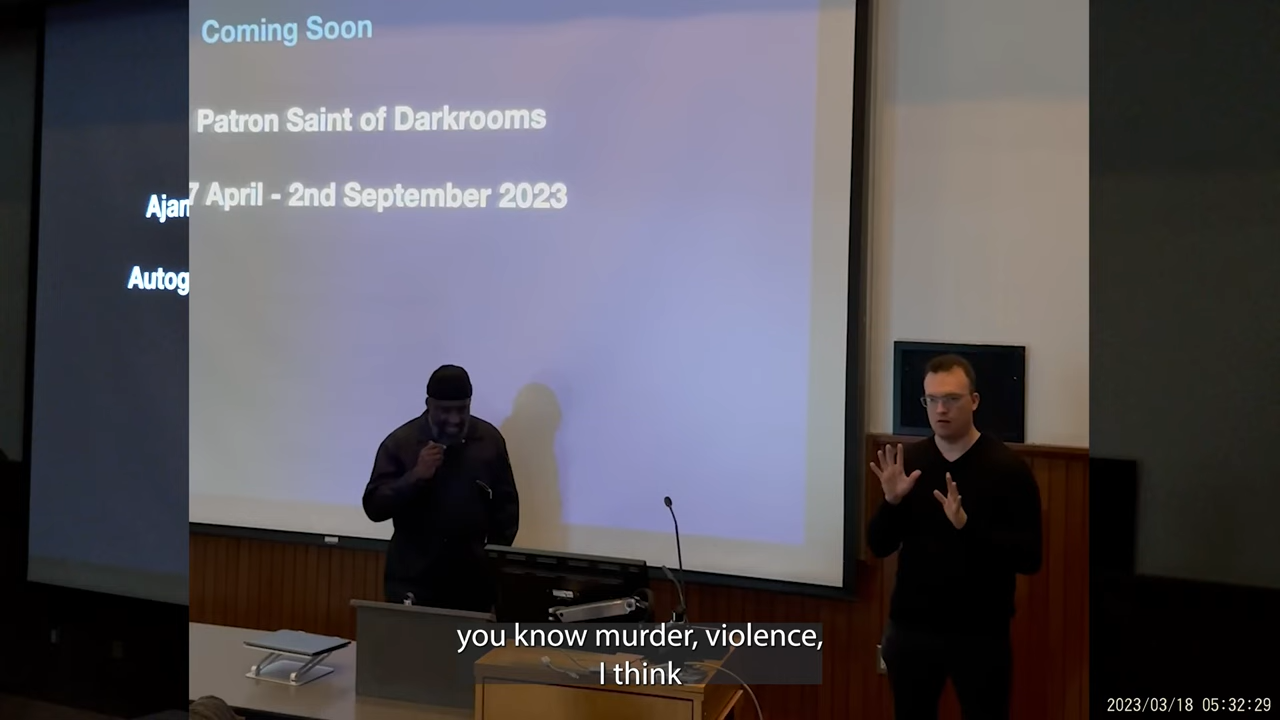 Coming Soon
Patron Saint of Darkrooms
7 April - 2nd September 2023
Ajam
Autog
you know murder, violence,
I think
2023/03/18 05:32:29